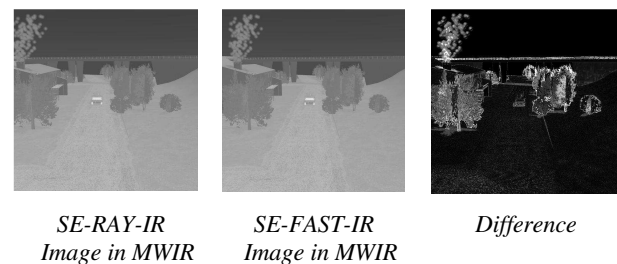 SE-RAY-IR
Image in MWIR
SE-FAST-IR
Image in MWIR
Difference